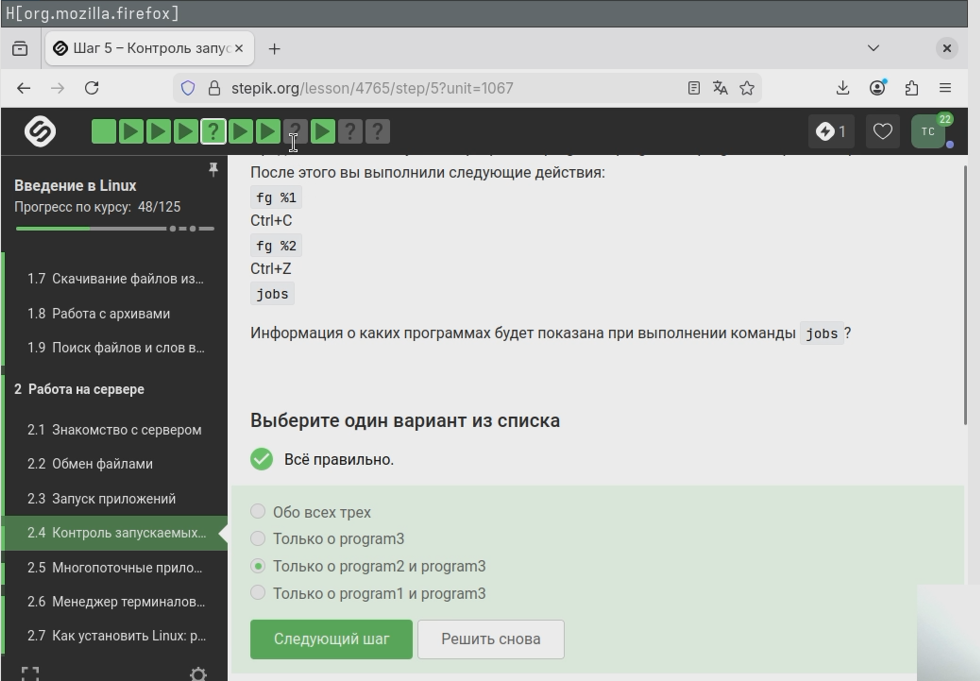 H[org.mozilla.firefox]
Шаг 5 – Контроль запус
stepik.org/lesson/4765/step/5?unit=1067
1
TC
22
Введение в Linux
Прогресс по курсу: 48/125
1.7 Скачивание файлов из...
1.8 Работа с архивами
1.9 Поиск файлов и слов в...
2 Работа на сервере
2.1 Знакомство с сервером
2.2 Обмен файлами
2.3 Запуск приложений
2.4 Контроль запускаемых...
2.5 Многопоточные прило...
2.6 Менеджер терминалов...
2.7 Как установить Linux: р...
После этого вы выполнили следующие действия:
fg %1
Ctrl+C
fg %2
Ctrl+Z
jobs
Информация о каких программах будет показана при выполнении команды jobs ?
Выберите один вариант из списка
Всё правильно.
Обо всех трех
Только о program3
Только о program2 и program3
Только о program1 и program3
Следующий шаг
Решить снова